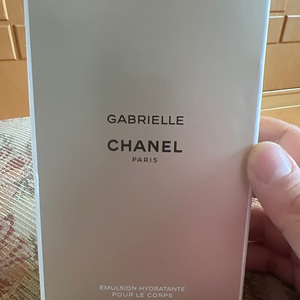 GABRIELLE
CHANEL
PARIS
ÉMULSION HYDRATANTE
POUR LE CORPS